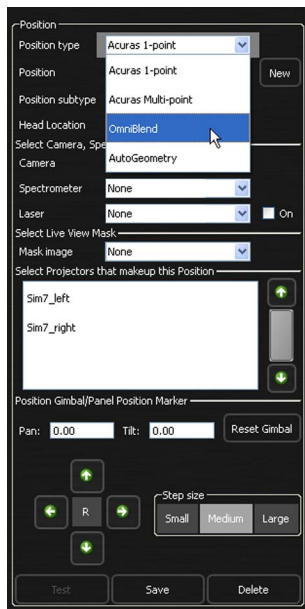 Position
Position type Acuras 1-point
Position Acuras 1-point New
Position subtype Acuras Multi-point
Head Location OmniBlend
Select Camera, Spe
Camera AutoGeometry
Spectrometer None
Laser None On
Select Live View Mask
Mask image None
Select Projectors that makeup this Position
Sim7_left
Sim7_right
Position Gimbal/Panel Position Marker
Pan: 0.00 Tilt: 0.00 Reset Gimbal
R
Step size
Small Medium Large
Test Save Delete